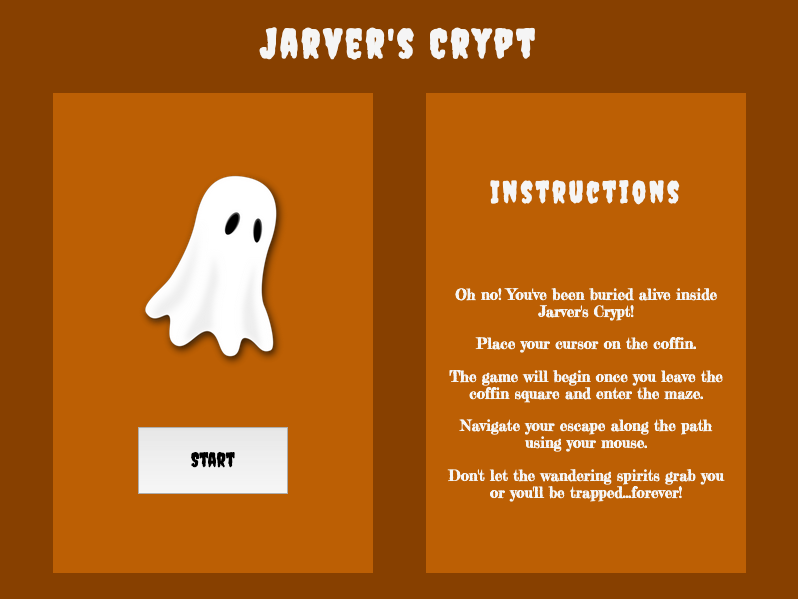 JARVER'S CRYPT
START
INSTRUCTIONS
Oh no! You've been buried alive inside
Jarver's Crypt!
Place your cursor on the coffin.
The game will begin once you leave the
coffin square and enter the maze.
Navigate your escape along the path
using your mouse.
Don't let the wandering spirits grab you
or you'll be trapped...forever!